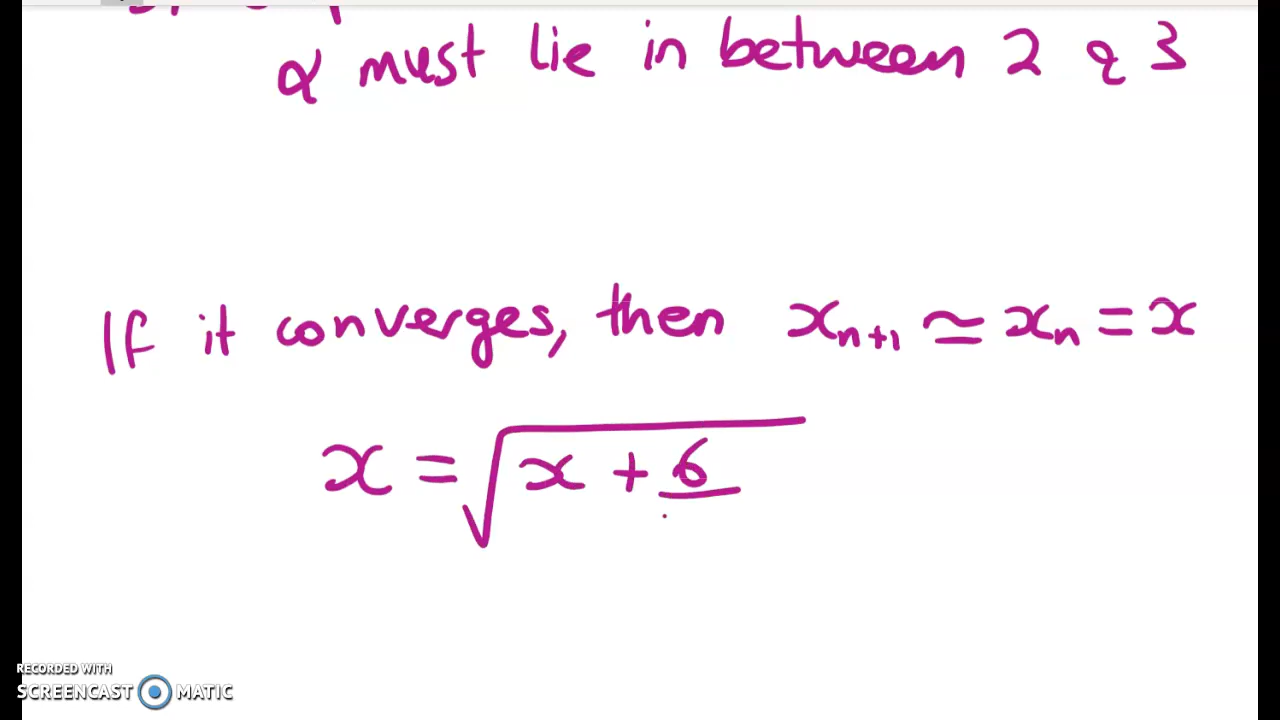 α must lie in between 2 & 3
If it converges, then xₙ₊₁ ≃ xₙ = x
x = √(x + 6
RECORDED WITH
SCREENCAST MATIC